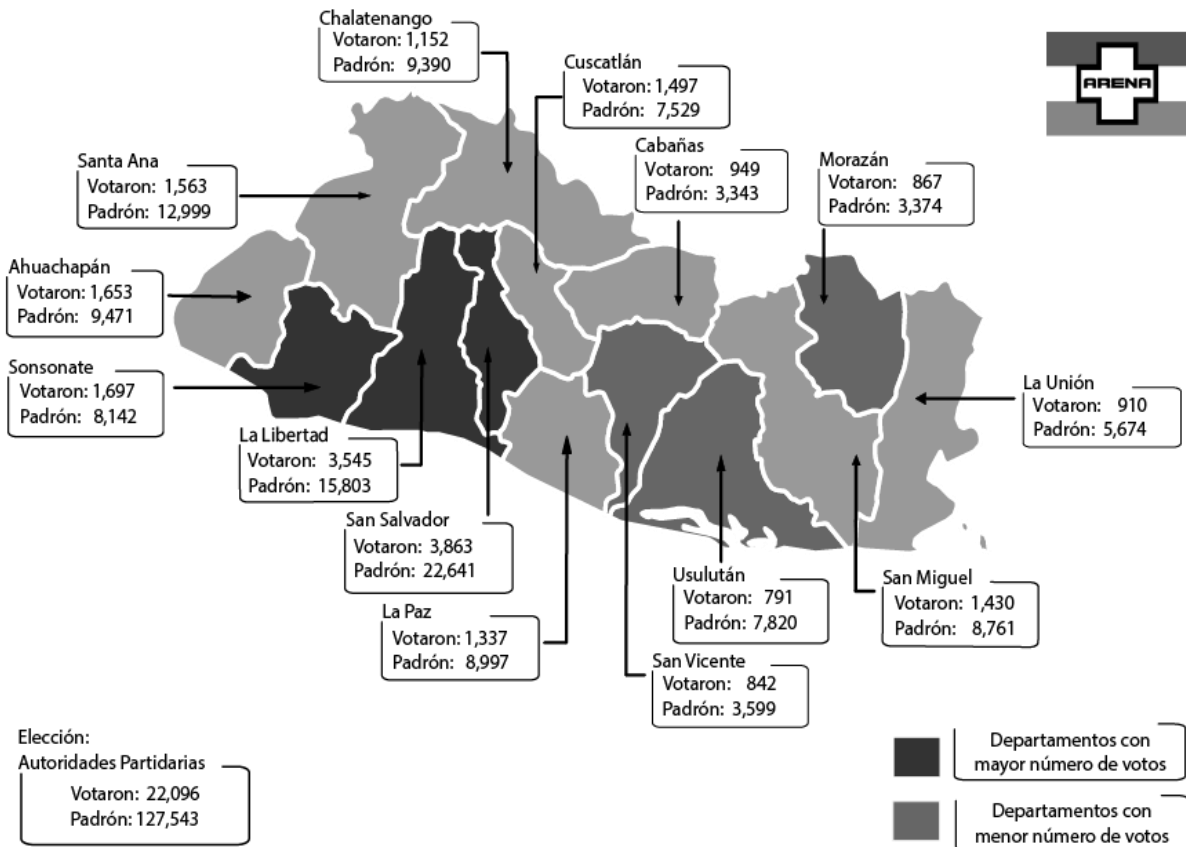 Chalatenango
Votaron: 1,152
Padrón: 9,390
Cuscatlán
Votaron: 1,497
Padrón: 7,529
ARENA
Cabañas
Votaron: 949
Padrón: 3,343
Morazán
Votaron: 867
Padrón: 3,374
Santa Ana
Votaron: 1,563
Padrón: 12,999
Ahuachapán
Votaron: 1,653
Padrón: 9,471
Sonsonate
Votaron: 1,697
Padrón: 8,142
La Unión
Votaron: 910
Padrón: 5,674
La Libertad
Votaron: 3,545
Padrón: 15,803
San Salvador
Votaron: 3,863
Padrón: 22,641
La Paz
Votaron: 1,337
Padrón: 8,997
Usulután
Votaron: 791
Padrón: 7,820
San Miguel
Votaron: 1,430
Padrón: 8,761
San Vicente
Votaron: 842
Padrón: 3,599
Elección:
Autoridades Partidarias
Votaron: 22,096
Padrón: 127,543
Departamentos con
mayor número de votos
Departamentos con
menor número de votos